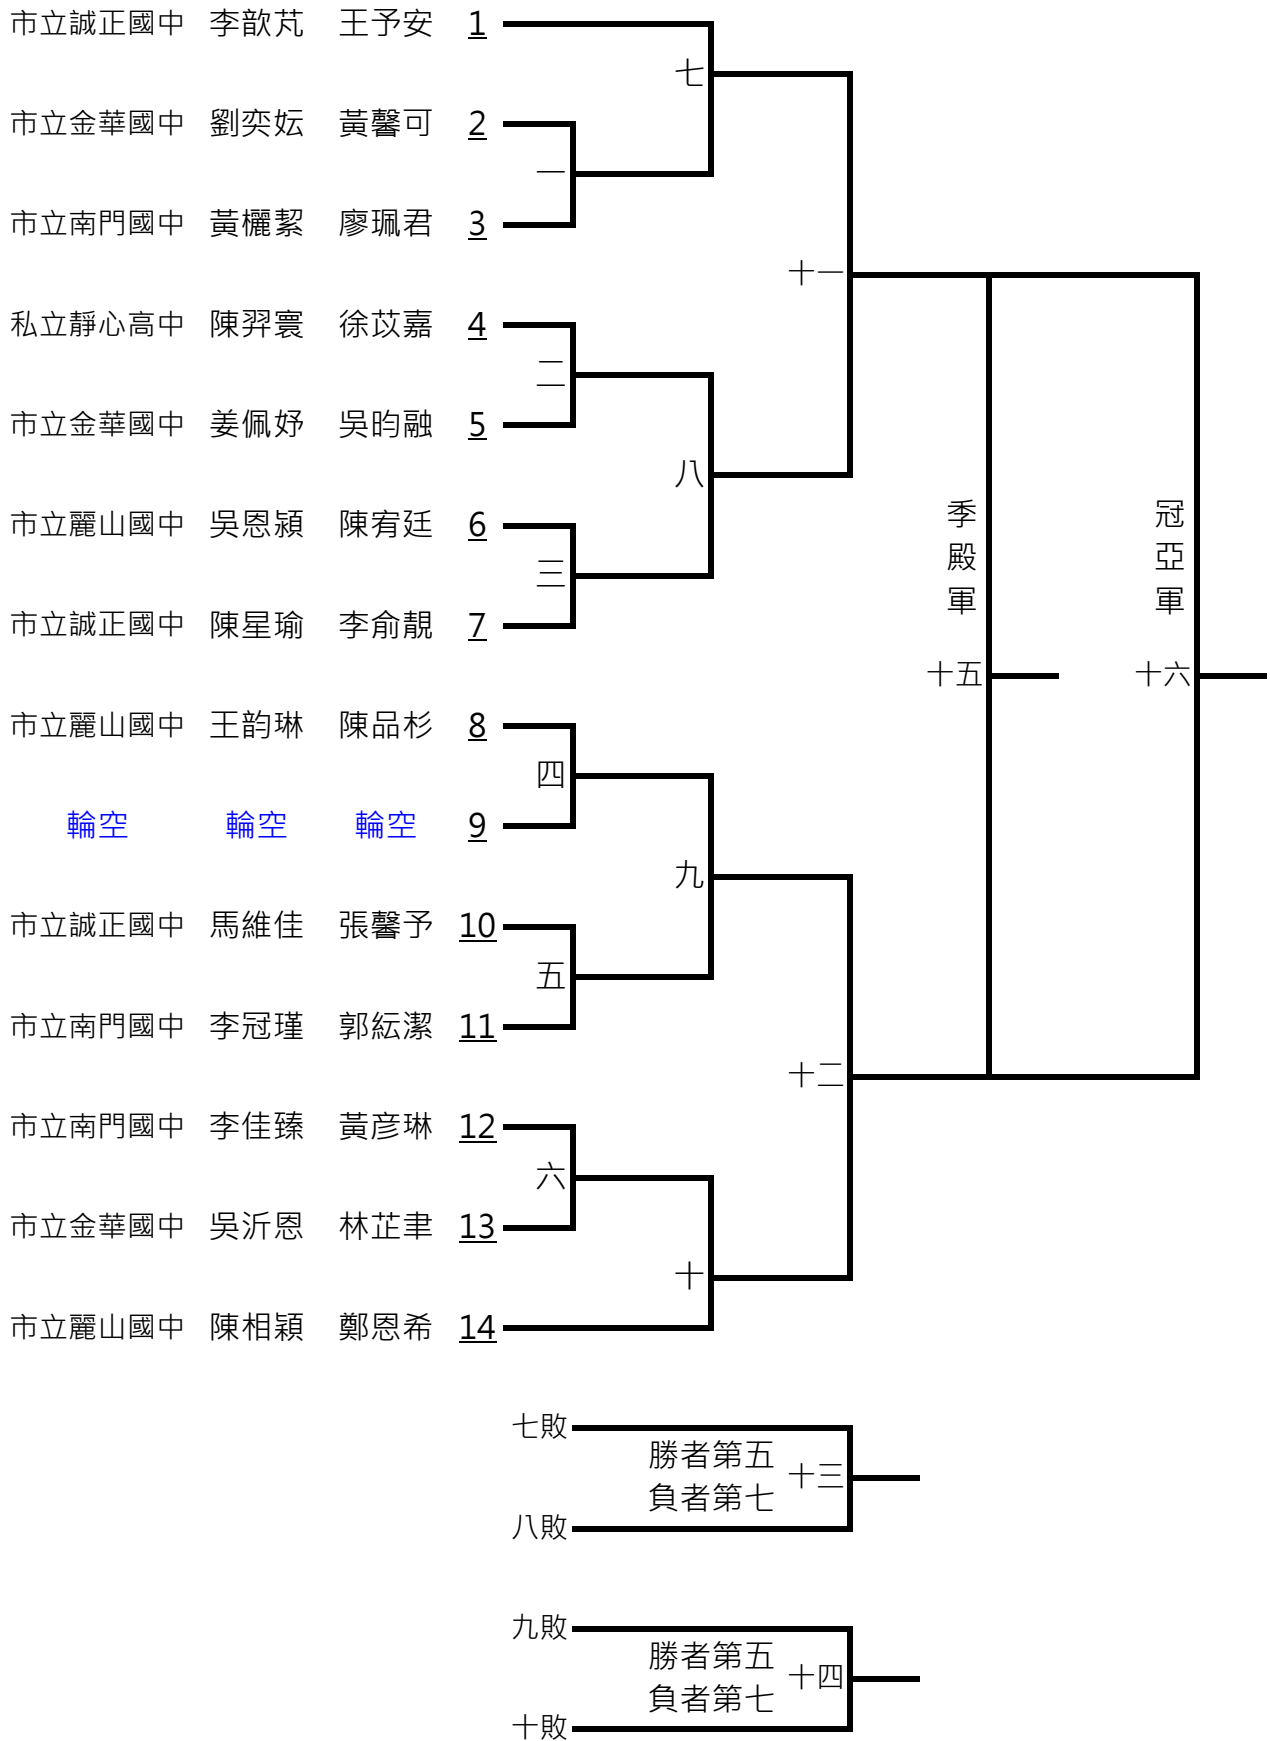 市立誠正國中 李歆芃 王予安 1
七
市立金華國中 劉奕妘 黃馨可 2
一
市立南門國中 黃欐絜 廖珮君 3
十一
私立靜心高中 陳羿寰 徐苡嘉 4
二
市立金華國中 姜佩妤 吳昀融 5
八
市立麗山國中 吳恩潁 陳宥廷 6
三
市立誠正國中 陳星瑜 李俞靚 7
季殿軍
冠亞軍
十五
十六
市立麗山國中 王韵琳 陳品杉 8
四
輪空 輪空 輪空 9
九
市立誠正國中 馬維佳 張馨予 10
五
市立南門國中 李冠瑾 郭紜潔 11
十二
市立南門國中 李佳臻 黃彥琳 12
六
市立金華國中 吳沂恩 林芷聿 13
十
市立麗山國中 陳相穎 鄭恩希 14
七敗
勝者第五
負者第七
十三
八敗
九敗
勝者第五
負者第七
十四
十敗